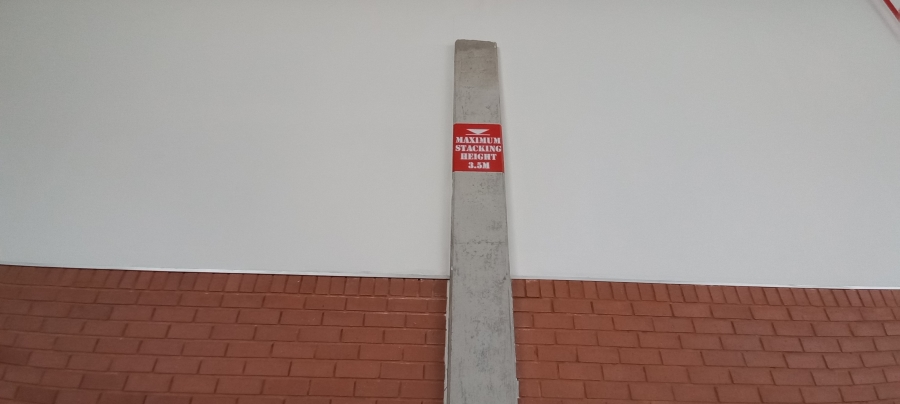 MAXIMUM
STACKING
HEIGHT
3.5M